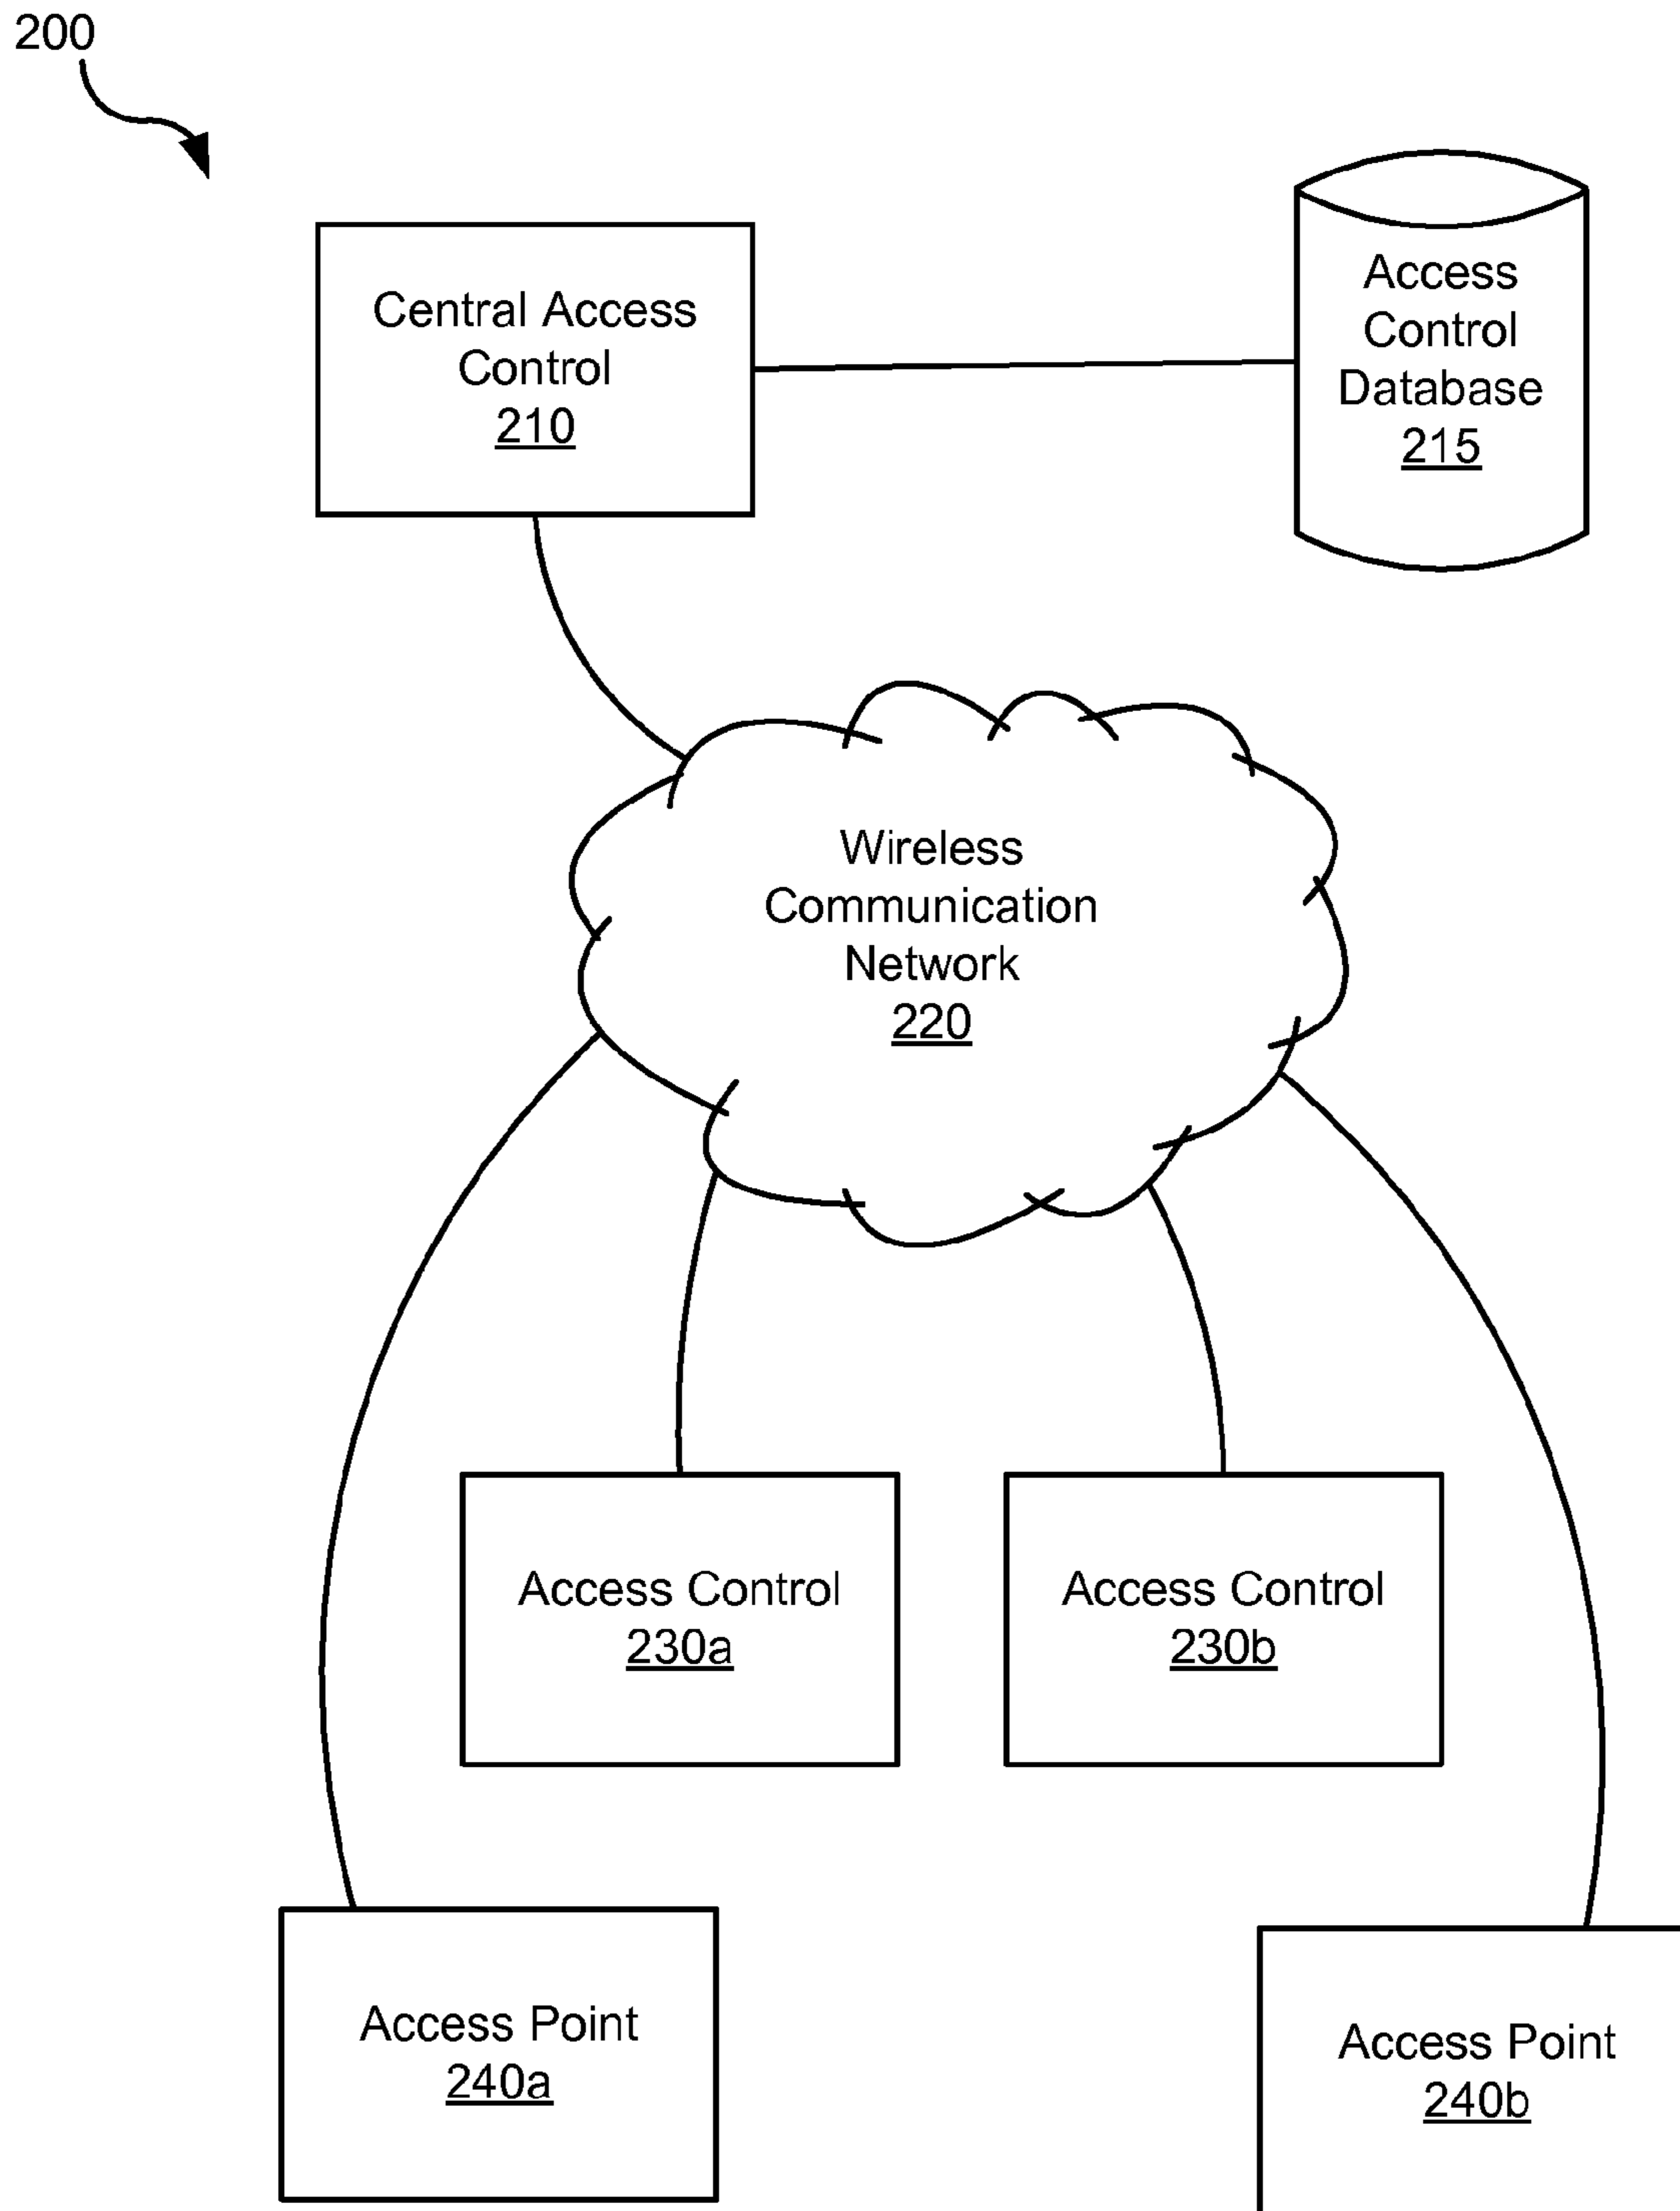 200
Central Access
Control
210
Access
Control
Database
215
Wireless
Communication
Network
220
Access Control
230a
Access Control
230b
Access Point
240a
Access Point
240b